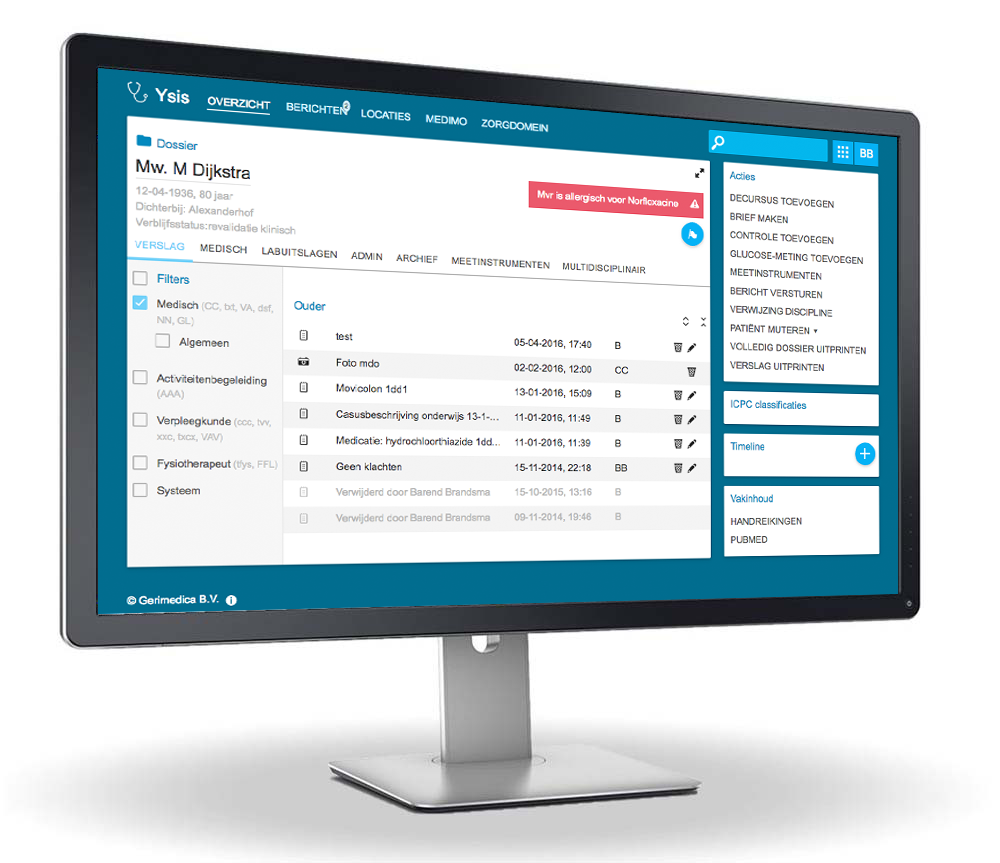 Ysis
OVERZICHT
BERICHTEN 2
LOCATIES
MEDIMO
ZORGDOMEIN
BB
Dossier
Mw. M Dijkstra
12-04-1936, 80 jaar
Dichterbij: Alexanderhof
Verblijfsstatus:revalidatie klinisch
Mvr is allergisch voor Norfloxacine
VERSLAG
MEDISCH
LABUITSLAGEN
ADMIN
ARCHIEF
MEETINSTRUMENTEN
MULTIDISCIPLINAIR
Filters
Medisch (CC, txt, VA, dsf,
NN, GL)
Algemeen
Activiteitenbegeleiding
(AAA)
Verpleegkunde (ccc, tvv,
xxc, txcx, VAV)
Fysiotherapeut (tfys, FFL)
Systeem
Ouder
test 05-04-2016, 17:40 B
Foto mdo 02-02-2016, 12:00 CC
Movicolon 1dd1 13-01-2016, 15:09 B
Casusbeschrijving onderwijs 13-1-... 11-01-2016, 11:49 B
Medicatie: hydrochloorthiazide 1dd... 11-01-2016, 11:39 B
Geen klachten 15-11-2014, 22:18 BB
Verwijderd door Barend Brandsma 15-10-2015, 13:16 B
Verwijderd door Barend Brandsma 09-11-2014, 19:46 B
Acties
DECURSUS TOEVOEGEN
BRIEF MAKEN
CONTROLE TOEVOEGEN
GLUCOSE-METING TOEVOEGEN
MEETINSTRUMENTEN
BERICHT VERSTUREN
VERWIJZING DISCIPLINE
PATIËNT MUTEREN ▾
VOLLEDIG DOSSIER UITPRINTEN
VERSLAG UITPRINTEN
ICPC classificaties
Timeline
Vakinhoud
HANDREIKINGEN
PUBMED
© Gerimedica B.V.